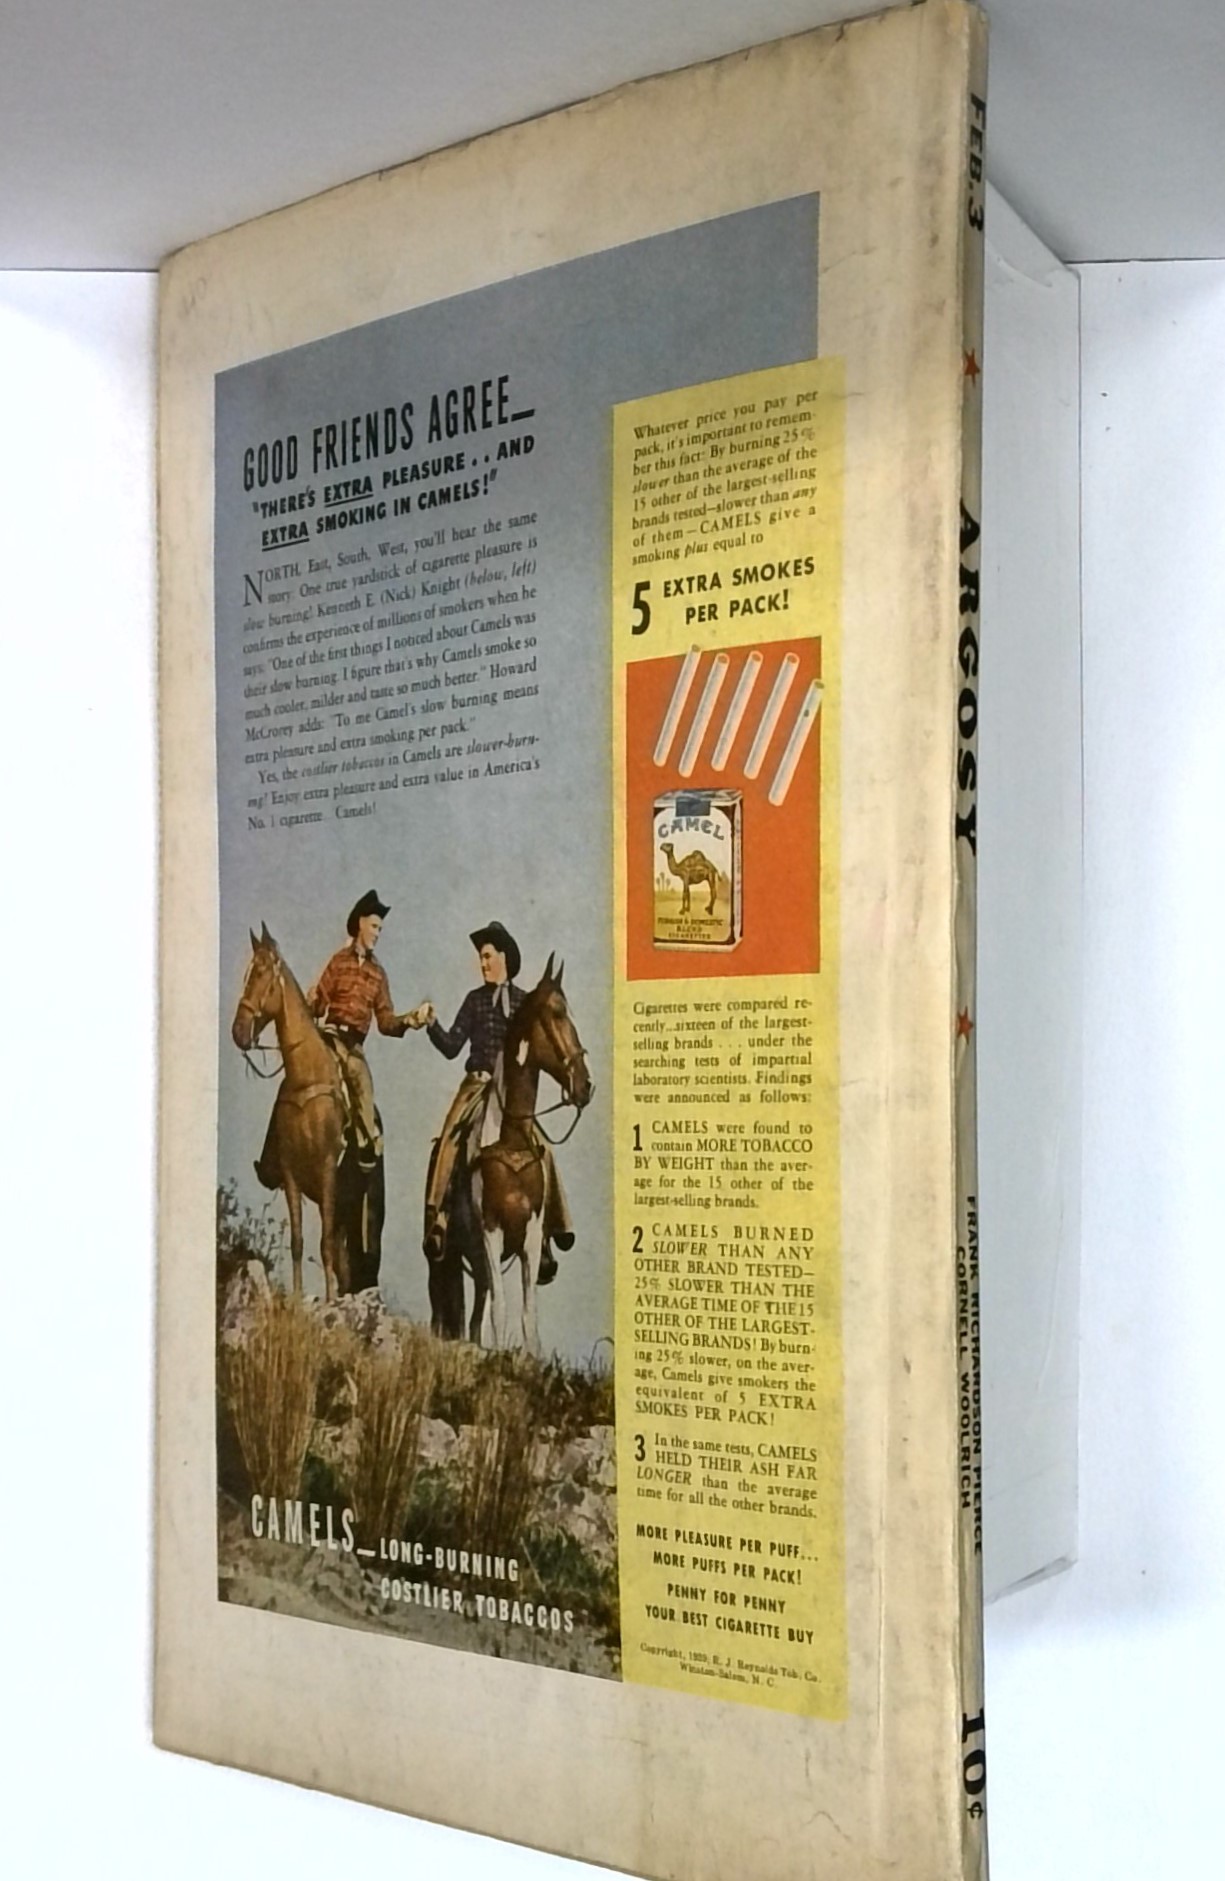 GOOD FRIENDS AGREE—
"THERE'S EXTRA PLEASURE . . AND
EXTRA SMOKING IN CAMELS!"
NORTH, East, South, West, you'll hear the same
story: One true yardstick of cigarette pleasure is
slow burning! Kenneth E. (Nick) Knight (below, left)
confirms the experience of millions of smokers when he
says: "One of the first things I noticed about Camels was
their slow burning. I figure that's why Camels smoke so
much cooler, milder and taste so much better." Howard
McCrorey adds: "To me Camel's slow burning means
extra pleasure and extra smoking per pack."
Yes, the costlier tobaccos in Camels are slower-burn-
ing! Enjoy extra pleasure and extra value in America's
No. 1 cigarette... Camels!
CAMELS—LONG-BURNING
COSTLIER TOBACCOS
Whatever price you pay per
pack, it's important to remem-
ber this fact: By burning 25%
slower than the average of the
15 other of the largest-selling
brands tested—slower than any
of them—CAMELS give a
smoking plus equal to
5 EXTRA SMOKES
PER PACK!
CAMEL
TURKISH & DOMESTIC
BLEND
CIGARETTES
Cigarettes were compared re-
cently...sixteen of the largest-
selling brands . . . under the
searching tests of impartial
laboratory scientists. Findings
were announced as follows:
1 CAMELS were found to
contain MORE TOBACCO
BY WEIGHT than the aver-
age for the 15 other of the
largest-selling brands.
2 CAMELS BURNED
SLOWER THAN ANY
OTHER BRAND TESTED—
25% SLOWER THAN THE
AVERAGE TIME OF THE 15
OTHER OF THE LARGEST-
SELLING BRANDS! By burn-
ing 25% slower, on the aver-
age, Camels give smokers the
equivalent of 5 EXTRA
SMOKES PER PACK!
3 In the same tests, CAMELS
HELD THEIR ASH FAR
LONGER than the average
time for all the other brands.
MORE PLEASURE PER PUFF...
MORE PUFFS PER PACK!
PENNY FOR PENNY
YOUR BEST CIGARETTE BUY
Copyright, 1939, R. J. Reynolds Tob. Co.
Winston-Salem, N. C.
FEB. 3
ARGOSY
FRANK RICHARDSON PIERCE
CORNELL WOOLRICH
10¢